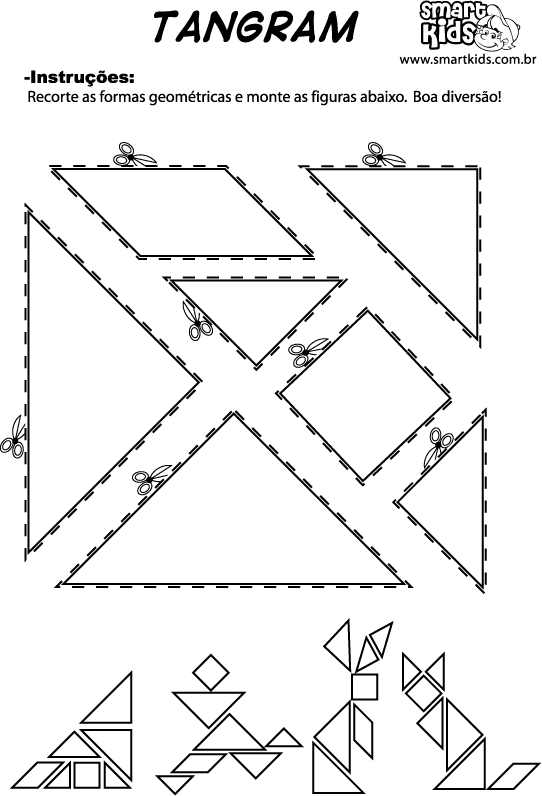 TANGRAM
SMART
KIDS
www.smartkids.com.br
-Instruções:
Recorte as formas geométricas e monte as figuras abaixo. Boa diversão!